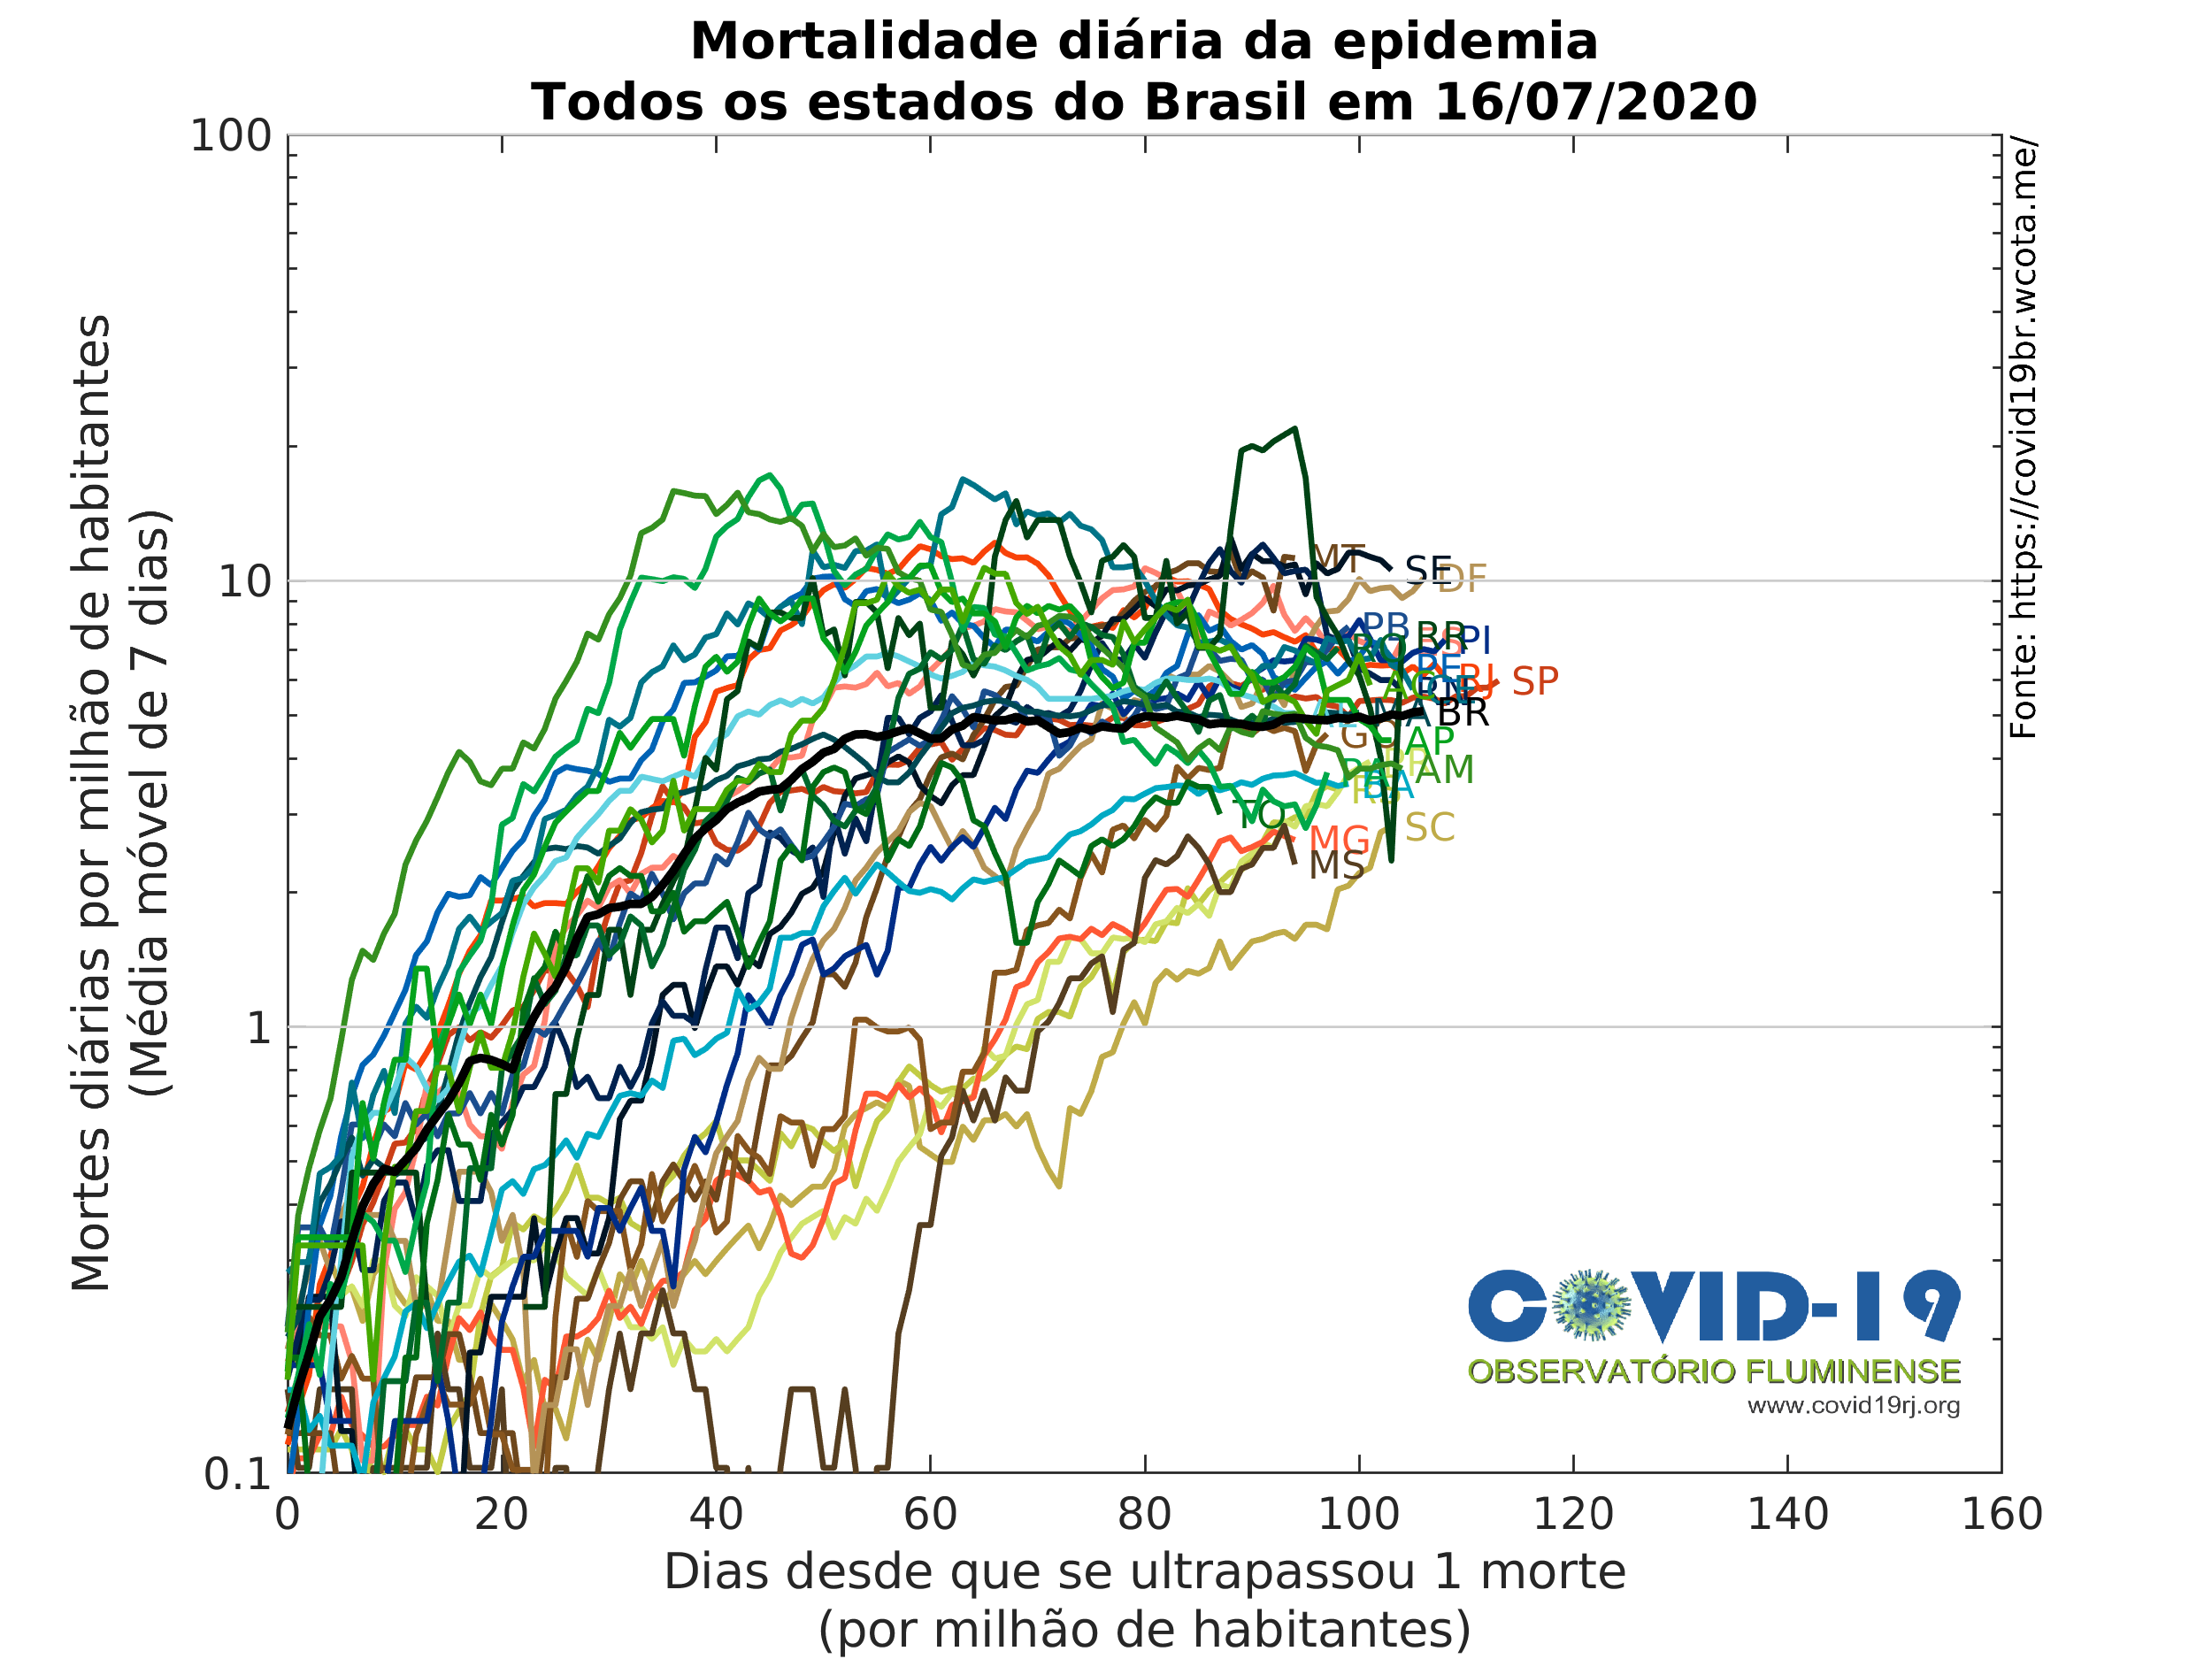 Mortalidade diária da epidemia
Todos os estados do Brasil em 16/07/2020
100
10
1
0.1
Mortes diárias por milhão de habitantes
(Média móvel de 7 dias)
0 20 40 60 80 100 120 140 160
Dias desde que se ultrapassou 1 morte
(por milhão de habitantes)
Fonte: https://covid19br.wcota.me/
MT
SE
DF
PB
RR
PI
PE
RJ
SP
RN
BR
AP
AM
BA
SC
TO
MG
MS
COVID-19
OBSERVATÓRIO FLUMINENSE
www.covid19rj.org